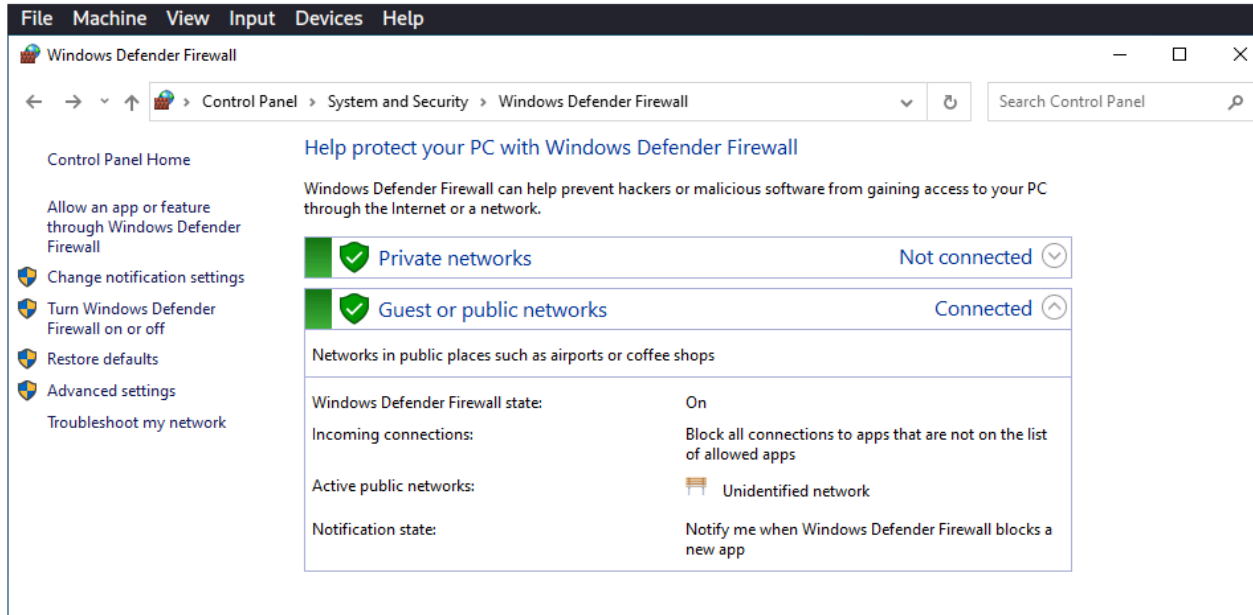 File Machine View Input Devices Help
Windows Defender Firewall
Control Panel > System and Security > Windows Defender Firewall
Search Control Panel
Control Panel Home
Allow an app or feature
through Windows Defender
Firewall
Change notification settings
Turn Windows Defender
Firewall on or off
Restore defaults
Advanced settings
Troubleshoot my network
Help protect your PC with Windows Defender Firewall
Windows Defender Firewall can help prevent hackers or malicious software from gaining access to your PC
through the Internet or a network.
Private networks Not connected
Guest or public networks Connected
Networks in public places such as airports or coffee shops
Windows Defender Firewall state: On
Incoming connections: Block all connections to apps that are not on the list
of allowed apps
Active public networks: Unidentified network
Notification state: Notify me when Windows Defender Firewall blocks a
new app